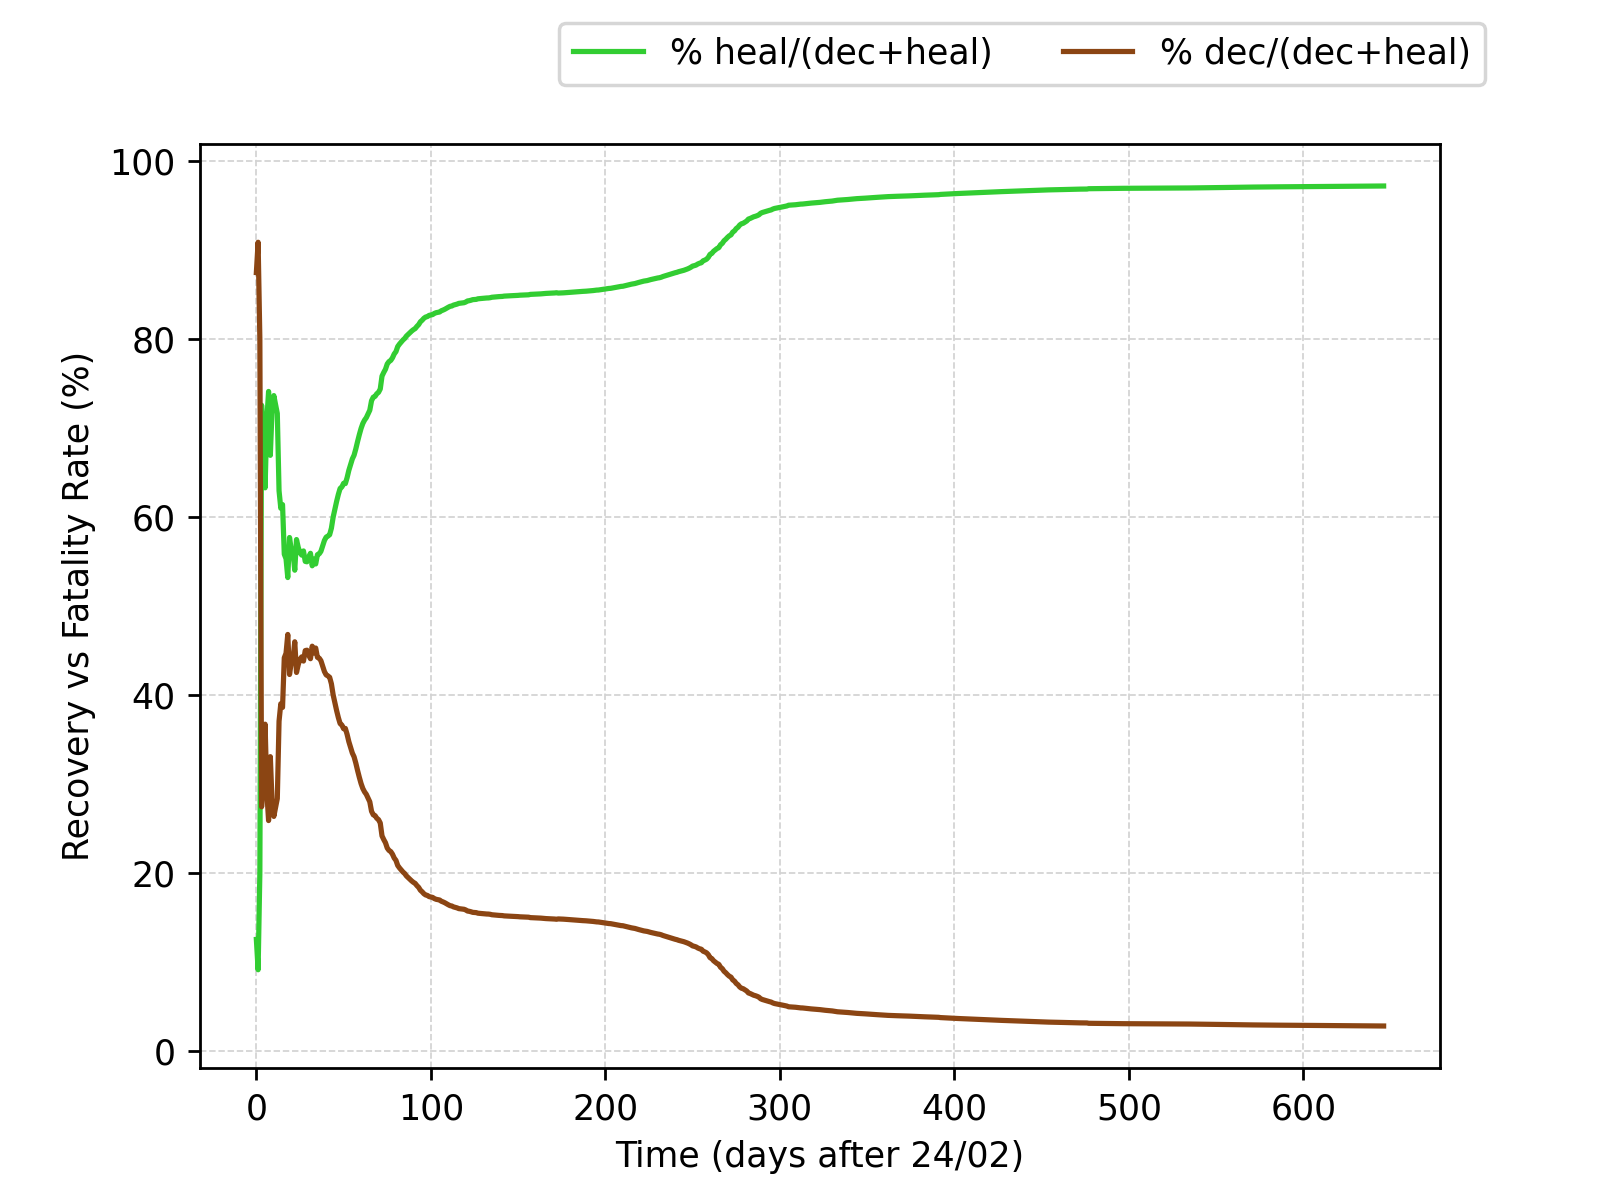 % heal/(dec+heal) % dec/(dec+heal)
Recovery vs Fatality Rate (%)
100
80
60
40
20
0
0 100 200 300 400 500 600
Time (days after 24/02)